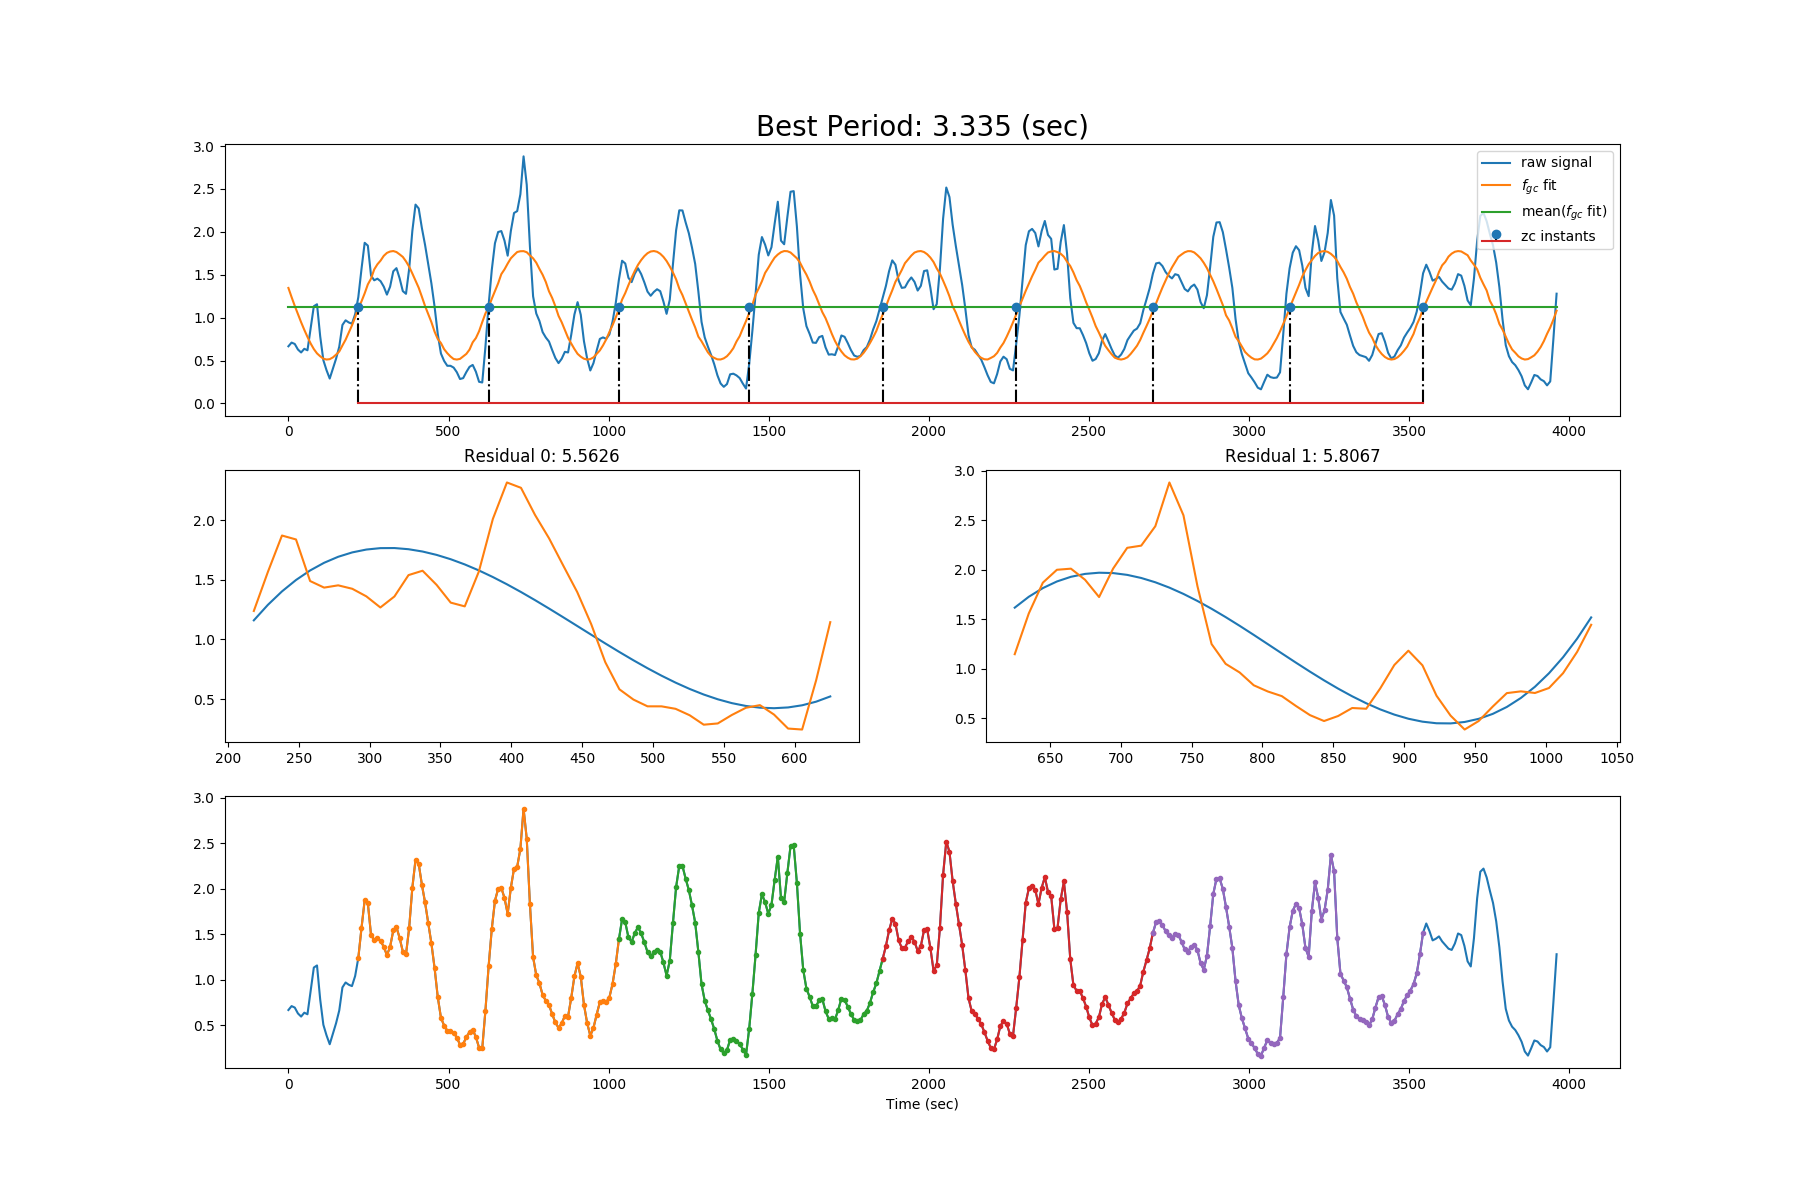 Best Period: 3.335 (sec)
3.0
2.5
2.0
1.5
1.0
0.5
0.0
raw signal
f_gc fit
mean(f_gc fit)
zc instants
0 500 1000 1500 2000 2500 3000 3500 4000
Residual 0: 5.5626
2.0
1.5
1.0
0.5
200 250 300 350 400 450 500 550 600
Residual 1: 5.8067
3.0
2.5
2.0
1.5
1.0
0.5
650 700 750 800 850 900 950 1000 1050
3.0
2.5
2.0
1.5
1.0
0.5
0 500 1000 1500 2000 2500 3000 3500 4000
Time (sec)